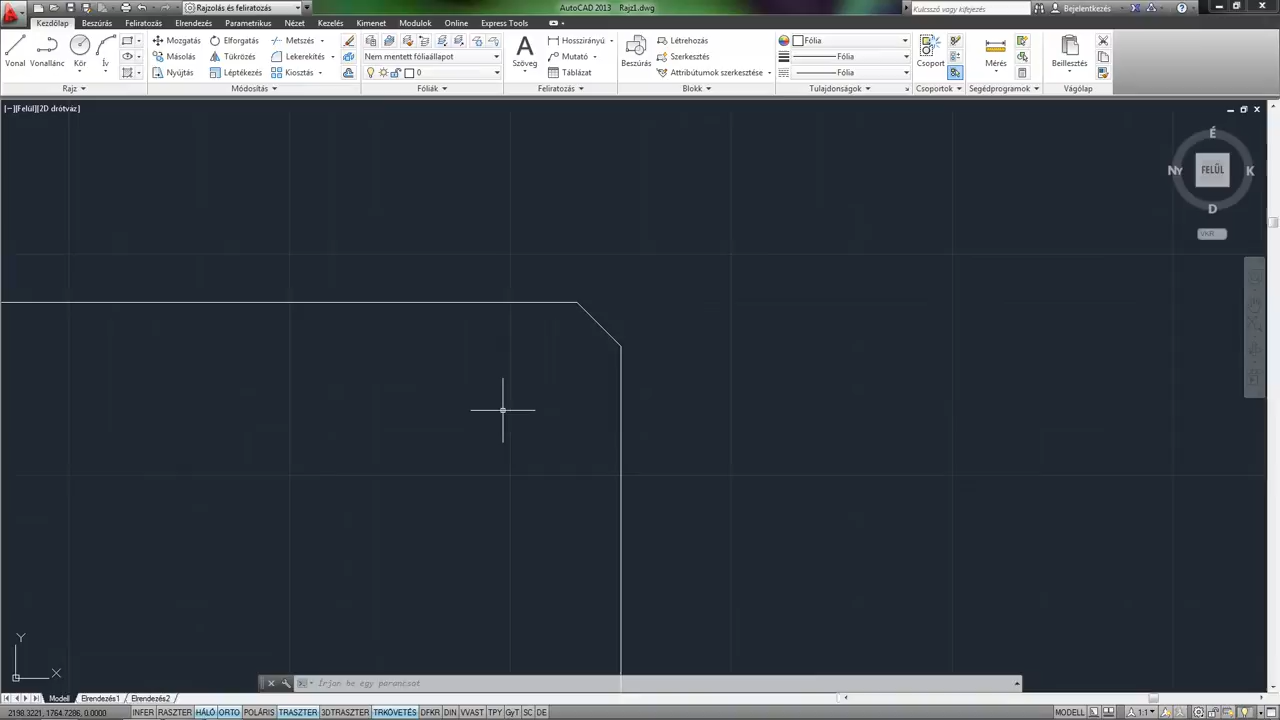 Rajzolás és feliratozás
AutoCAD 2013 Rajz1.dwg
Kulcsszó vagy kifejezés
Bejelentkezés
Kezdőlap Beszúrás Feliratozás Elrendezés Parametrikus Nézet Kezelés Kimenet Modulok Online Express Tools
Vonal Vonallánc Kör Ív
Rajz
Mozgatás Elforgatás Metszés
Másolás Tükrözés Lekerekítés
Nyújtás Léptékezés Kiosztás
Módosítás
Nem mentett fóliaállapot
0
Fóliák
Szöveg
Hosszirányú
Mutató
Táblázat
Feliratozás
Beszúrás
Létrehozás
Szerkesztés
Attribútumok szerkesztése
Blokk
Fólia
Fólia
Fólia
Tulajdonságok
Csoport
Csoportok
Mérés
Segédprogramok
Beillesztés
Vágólap
[−][Felül][2D drótváz]
É
NY FELÜL K
D
VKR
Y
X
Írjan be egy parancsot
Modell Elrendezés1 Elrendezés2
2198.3221, 1764.7286, 0.0000 INFER RASZTER HÁLÓ ORTO POLÁRIS TRASZTER 3DTRASZTER TRKÖVETÉS DFKR DIN VVAST TPY GyT SC DE MODELL 1:1